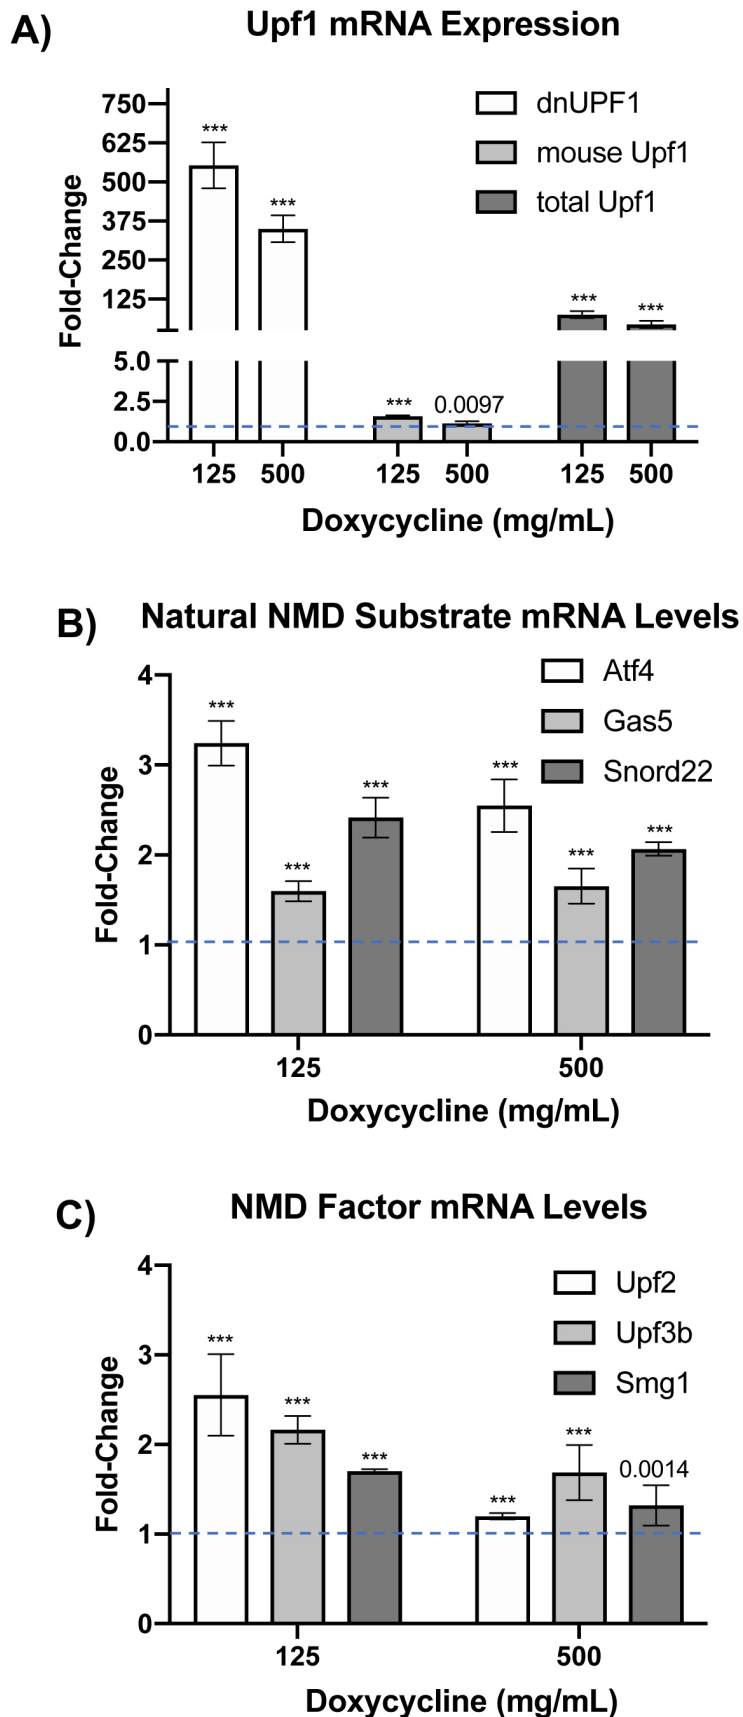 A)
Upf1 mRNA Expression
Fold-Change
750
625
500
375
250
125
5.0
2.5
0.0
dnUPF1
mouse Upf1
total Upf1
***
***
***
0.0097
***
***
125 500 125 500 125 500
Doxycycline (mg/mL)
B)
Natural NMD Substrate mRNA Levels
Fold-Change
4
3
2
1
0
Atf4
Gas5
Snord22
***
***
***
***
***
***
125 500
Doxycycline (mg/mL)
C)
NMD Factor mRNA Levels
Fold-Change
4
3
2
1
0
Upf2
Upf3b
Smg1
***
***
***
***
***
0.0014
125 500
Doxycycline (mg/mL)